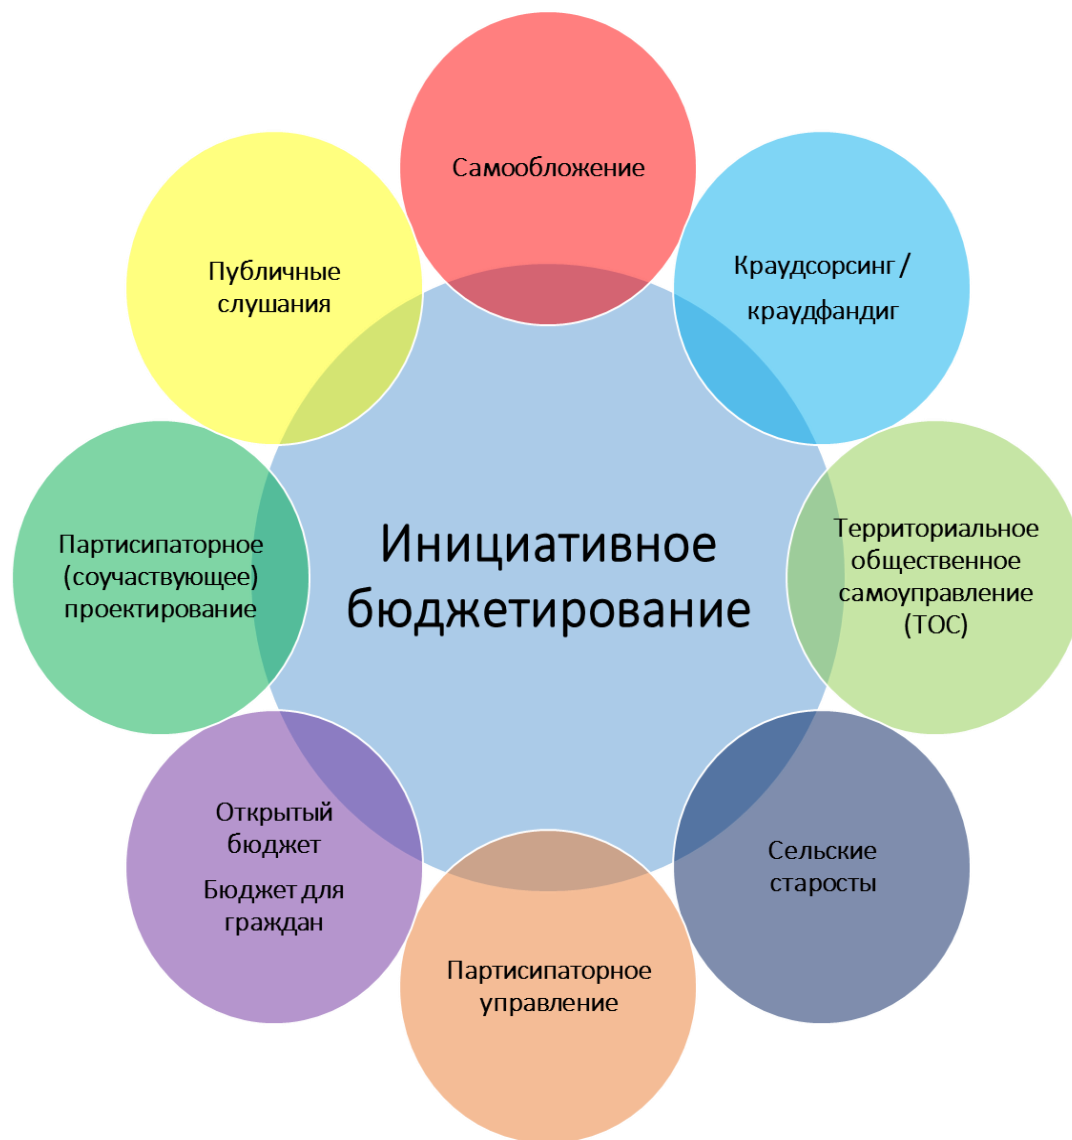 Самообложение
Краудсорсинг /
краудфандиг
Публичные
слушания
Инициативное
бюджетирование
Территориальное
общественное
самоуправление
(ТОС)
Партисипаторное
(соучаствующее)
проектирование
Сельские
старосты
Открытый
бюджет
Бюджет для
граждан
Партисипаторное
управление